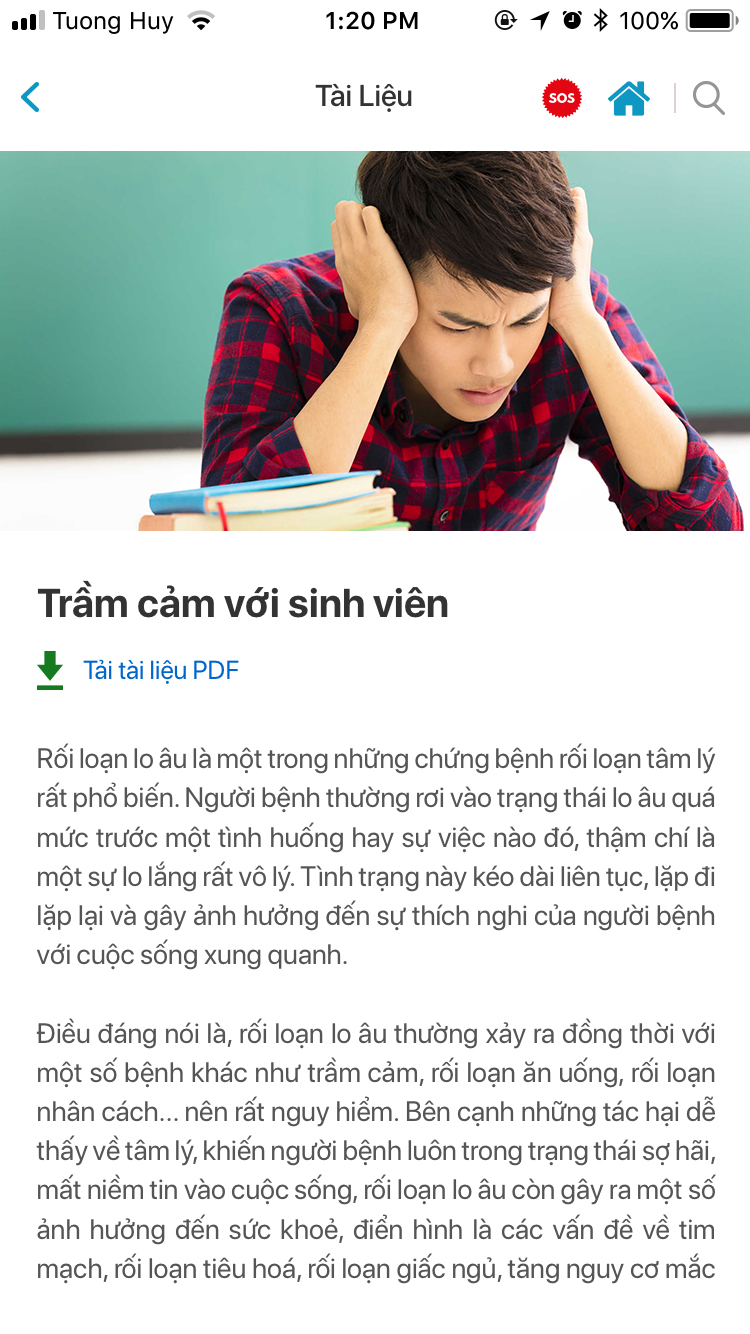 Tuong Huy
1:20 PM
100%
Tài Liệu
SOS
Trầm cảm với sinh viên
Tải tài liệu PDF
Rối loạn lo âu là một trong những chứng bệnh rối loạn tâm lý
rất phổ biến. Người bệnh thường rơi vào trạng thái lo âu quá
mức trước một tình huống hay sự việc nào đó, thậm chí là
một sự lo lắng rất vô lý. Tình trạng này kéo dài liên tục, lặp đi
lặp lại và gây ảnh hưởng đến sự thích nghi của người bệnh
với cuộc sống xung quanh.
Điều đáng nói là, rối loạn lo âu thường xảy ra đồng thời với
một số bệnh khác như trầm cảm, rối loạn ăn uống, rối loạn
nhân cách... nên rất nguy hiểm. Bên cạnh những tác hại dễ
thấy về tâm lý, khiến người bệnh luôn trong trạng thái sợ hãi,
mất niềm tin vào cuộc sống, rối loạn lo âu còn gây ra một số
ảnh hưởng đến sức khoẻ, điển hình là các vấn đề về tim
mạch, rối loạn tiêu hoá, rối loạn giấc ngủ, tăng nguy cơ mắc